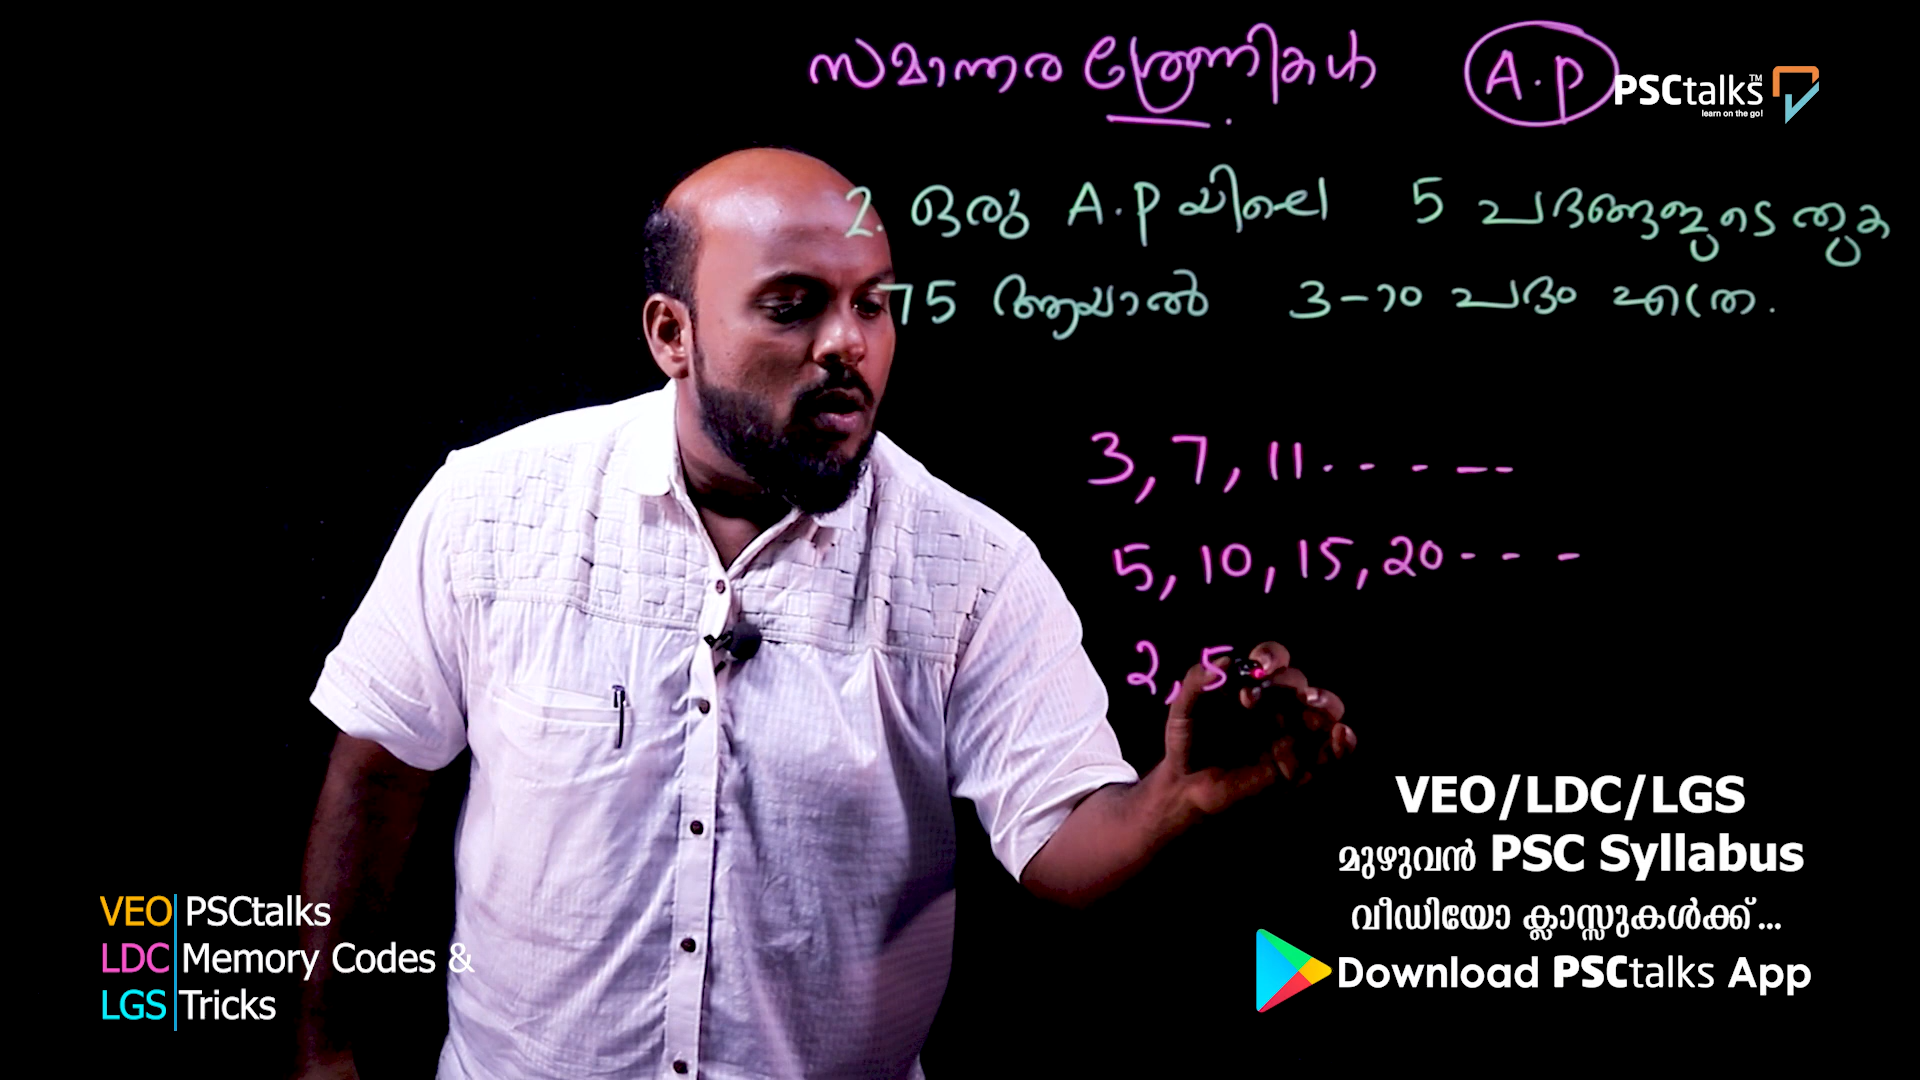 സമാന്തര ശ്രേണികൾ A.P
PSCtalks™
learn on the go!
2. ഒരു A.P യിലെ 5 പദങ്ങളുടെ തുക
75 ആയാൽ 3-ാം പദം എത്ര.
3, 7, 11. - - - --
5, 10, 15, 20 - - -
2, 5
VEO/LDC/LGS
മുഴുവൻ PSC Syllabus
വീഡിയോ ക്ലാസ്സുകൾക്ക്...
Download PSCtalks App
VEO PSCtalks
LDC Memory Codes &
LGS Tricks